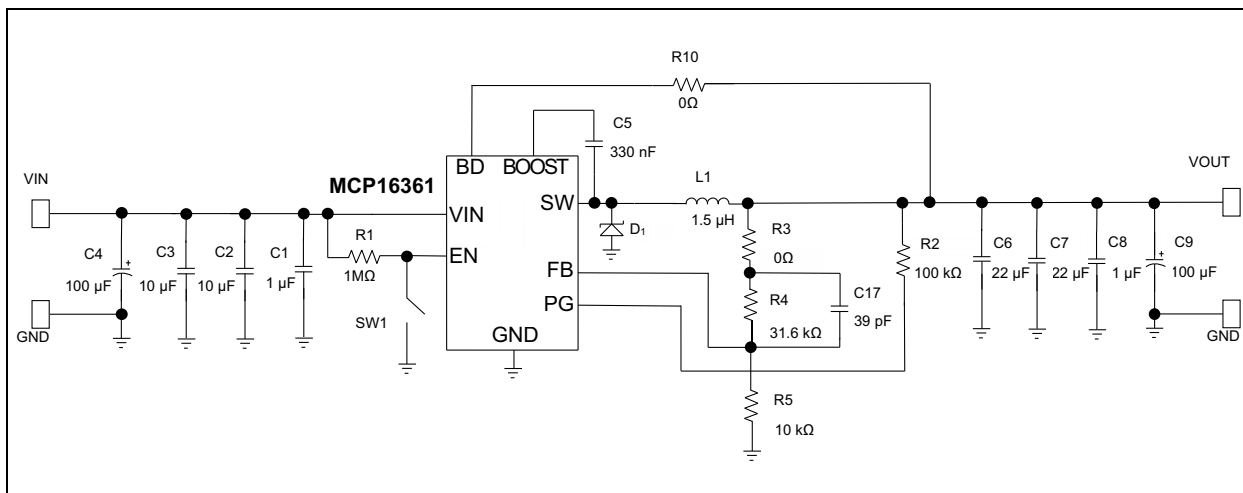 R10
0Ω
C5
330 nF
BD
BOOST
MCP16361
VIN
VOUT
L1
1.5 µH
SW
VIN
D1
R1
1MΩ
EN
C4
100 µF
C3
10 µF
C2
10 µF
C1
1 µF
R3
0Ω
R2
100 kΩ
C6
22 µF
C7
22 µF
C8
1 µF
C9
100 µF
FB
R4
31.6 kΩ
C17
39 pF
PG
SW1
GND
GND
GND
R5
10 kΩ